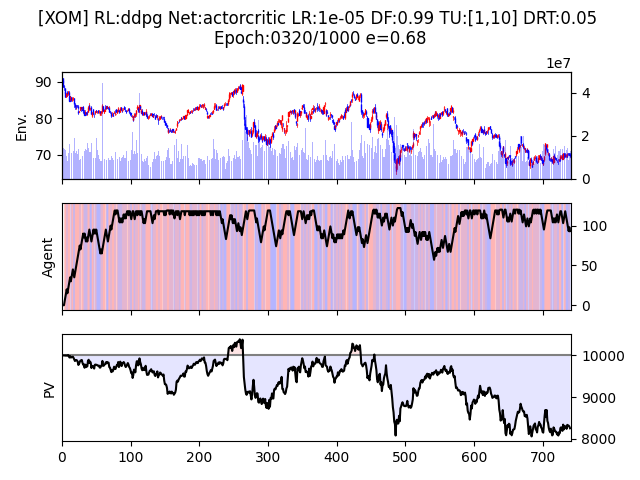 [XOM] RL:ddpg Net:actorcritic LR:1e-05 DF:0.99 TU:[1,10] DRT:0.05
Epoch:0320/1000 e=0.68
1e7
90
80
70
Env.
4
2
0
Agent
100
50
0
PV
10000
9000
8000
0 100 200 300 400 500 600 700